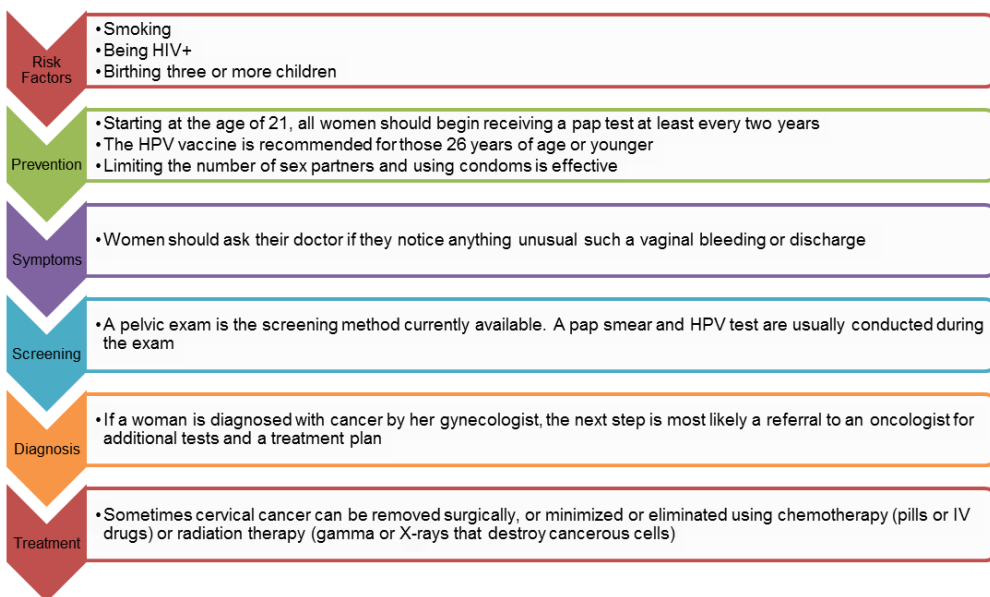 Risk
Factors
•Smoking
•Being HIV+
•Birthing three or more children
Prevention
•Starting at the age of 21, all women should begin receiving a pap test at least every two years
•The HPV vaccine is recommended for those 26 years of age or younger
•Limiting the number of sex partners and using condoms is effective
Symptoms
•Women should ask their doctor if they notice anything unusual such a vaginal bleeding or discharge
Screening
•A pelvic exam is the screening method currently available. A pap smear and HPV test are usually conducted during
the exam
Diagnosis
•If a woman is diagnosed with cancer by her gynecologist, the next step is most likely a referral to an oncologist for
additional tests and a treatment plan
Treatment
•Sometimes cervical cancer can be removed surgically, or minimized or eliminated using chemotherapy (pills or IV
drugs) or radiation therapy (gamma or X-rays that destroy cancerous cells)